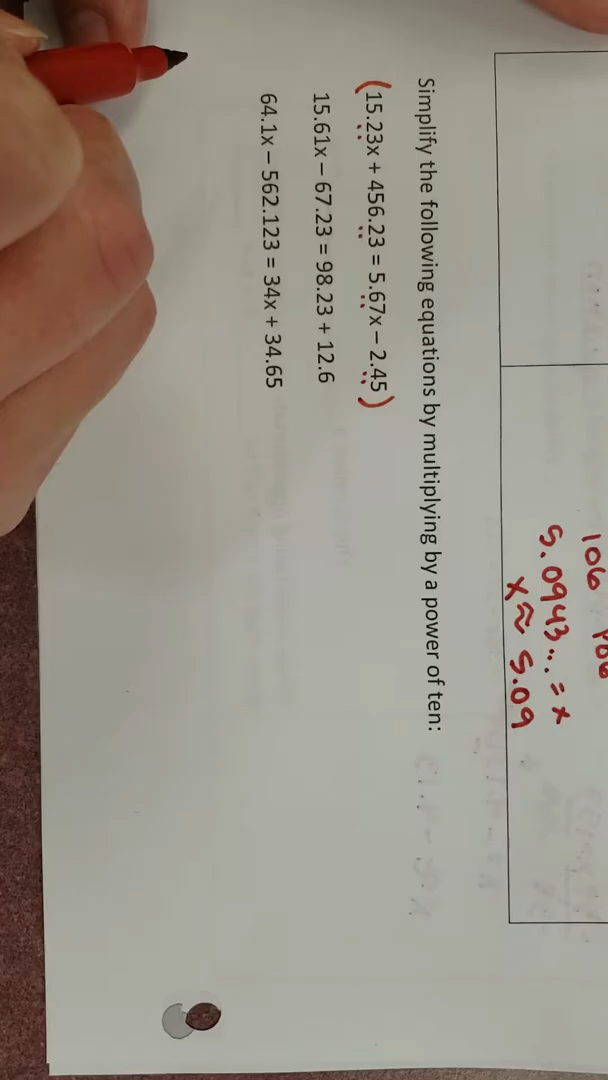 106 106
5.0943... = x
x ≈ 5.09
Simplify the following equations by multiplying by a power of ten:
(15.23x + 456.23 = 5.67x – 2.45)
15.61x – 67.23 = 98.23 + 12.6
64.1x – 562.123 = 34x + 34.65